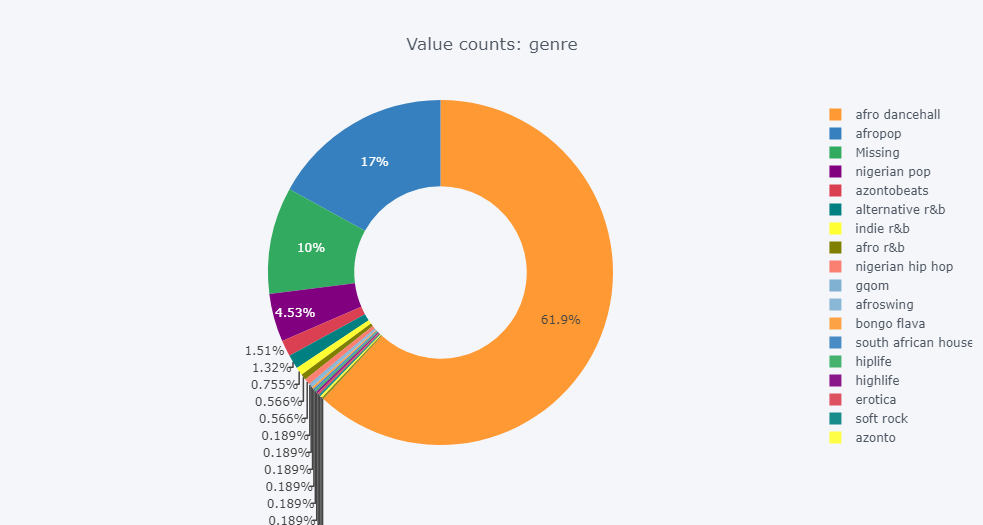 Value counts: genre
17%
10%
4.53%
61.9%
1.51%
1.32%
0.755%
0.566%
0.566%
0.189%
0.189%
0.189%
0.189%
0.189%
0.189%
afro dancehall
afropop
Missing
nigerian pop
azontobeats
alternative r&b
indie r&b
afro r&b
nigerian hip hop
gqom
afroswing
bongo flava
south african house
hiplife
highlife
erotica
soft rock
azonto